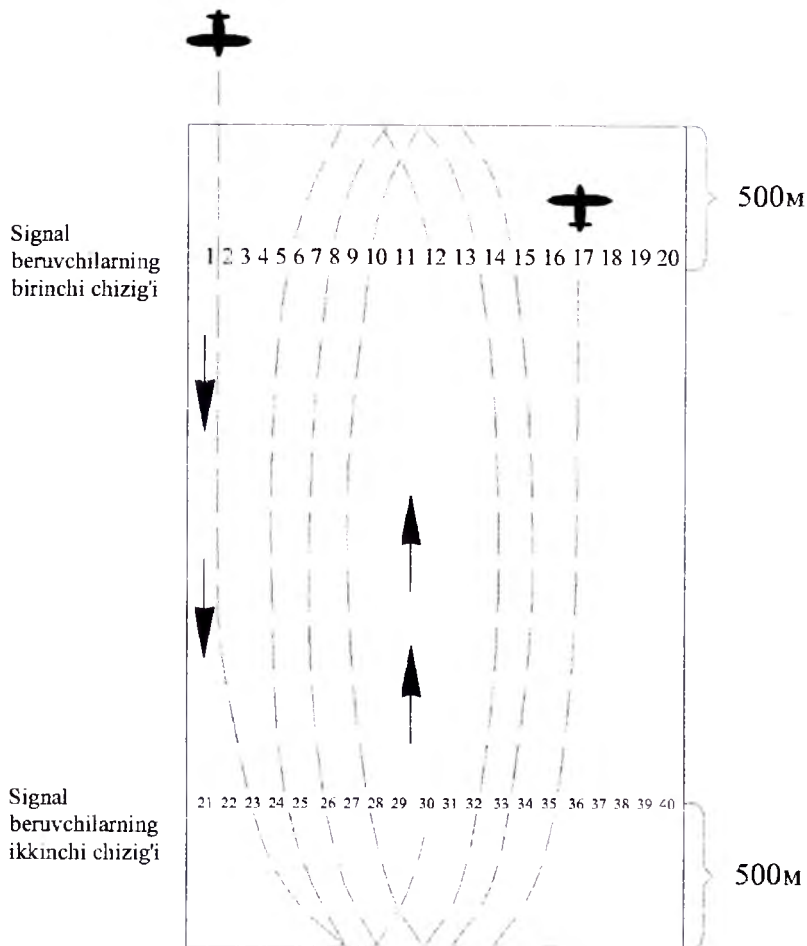 500м
Signal
beruvchilarning
birinchi chizig'i
1 2 3 4 5 6 7 8 9 10 11 12 13 14 15 16 17 18 19 20
Signal
beruvchilarning
ikkinchi chizig'i
21 22 23 24 25 26 27 28 29 30 31 32 33 34 35 36 37 38 39 40
500м